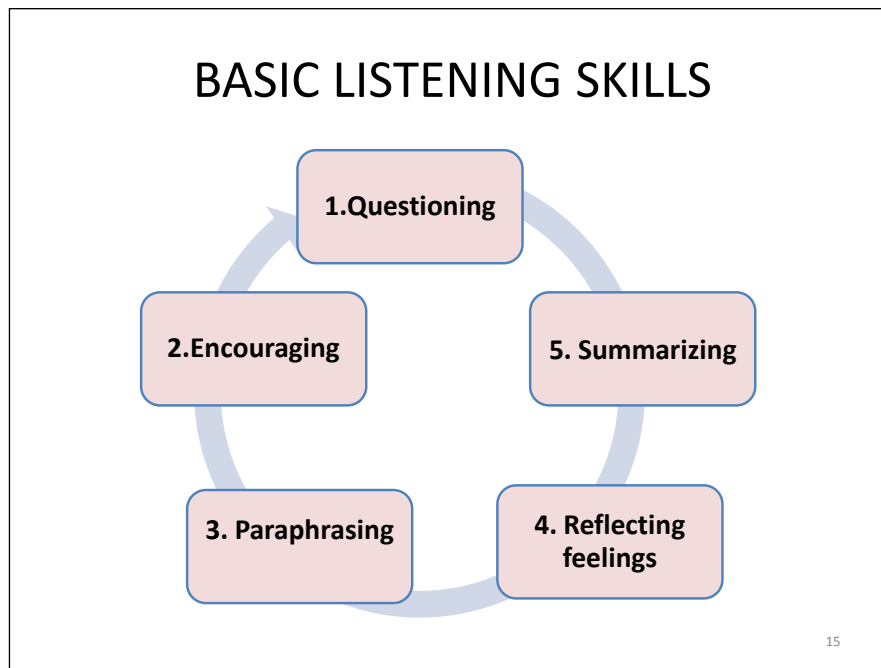 BASIC LISTENING SKILLS
1.Questioning
2.Encouraging
5. Summarizing
3. Paraphrasing
4. Reflecting
feelings
15